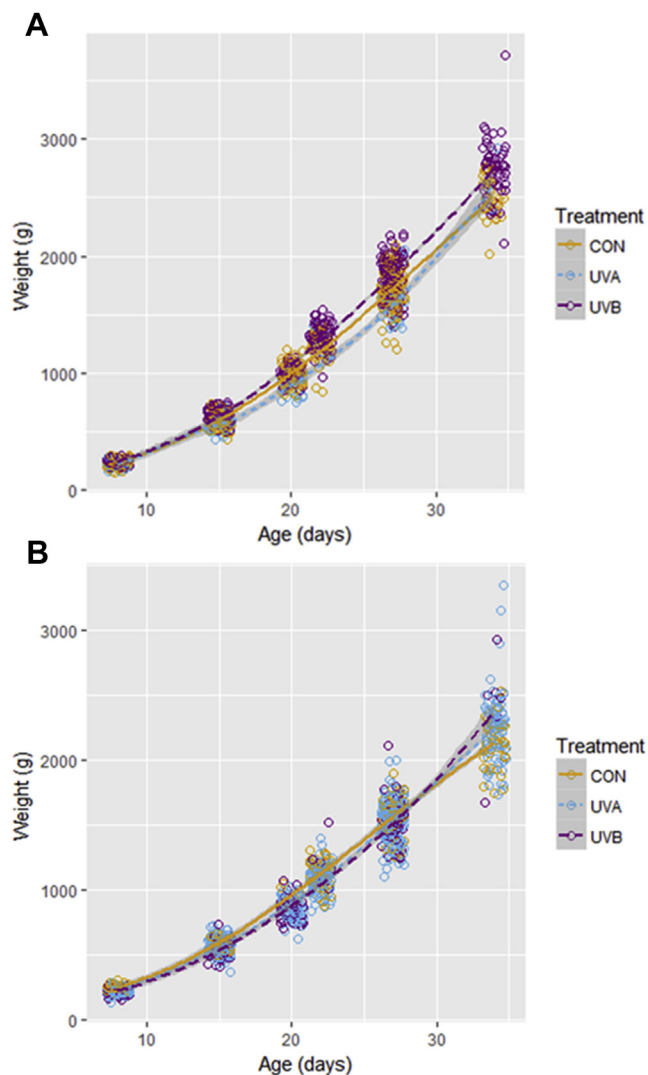 A
3000
2000
1000
0
Weight (g)
10 20 30
Age (days)
Treatment
CON
UVA
UVB
B
3000
2000
1000
0
Weight (g)
10 20 30
Age (days)
Treatment
CON
UVA
UVB